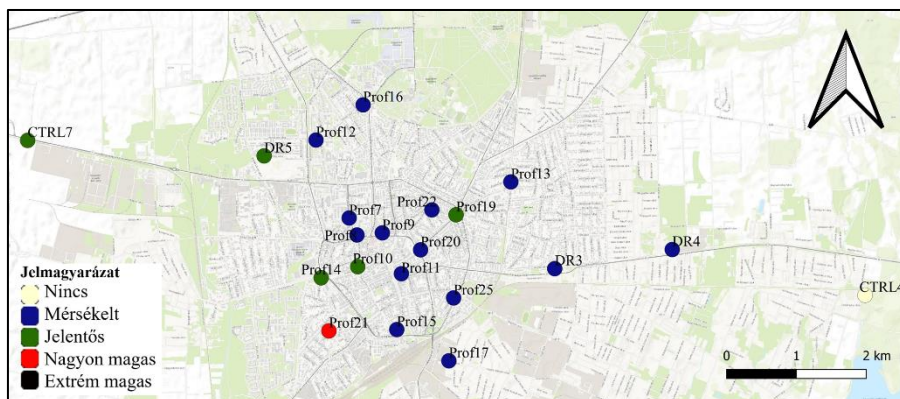 Prof16
CTRL7
Prof12
DR5
Prof13
Prof7
Prof22
Prof19
Prof9
Prof20
DR4
Prof10
Prof11
DR3
Prof14
CTRL4
Prof25
Prof21
Prof15
Prof17
Jelmagyarázat
Nincs
Mérsékelt
Jelentős
Nagyon magas
Extrém magas
0 1 2 km